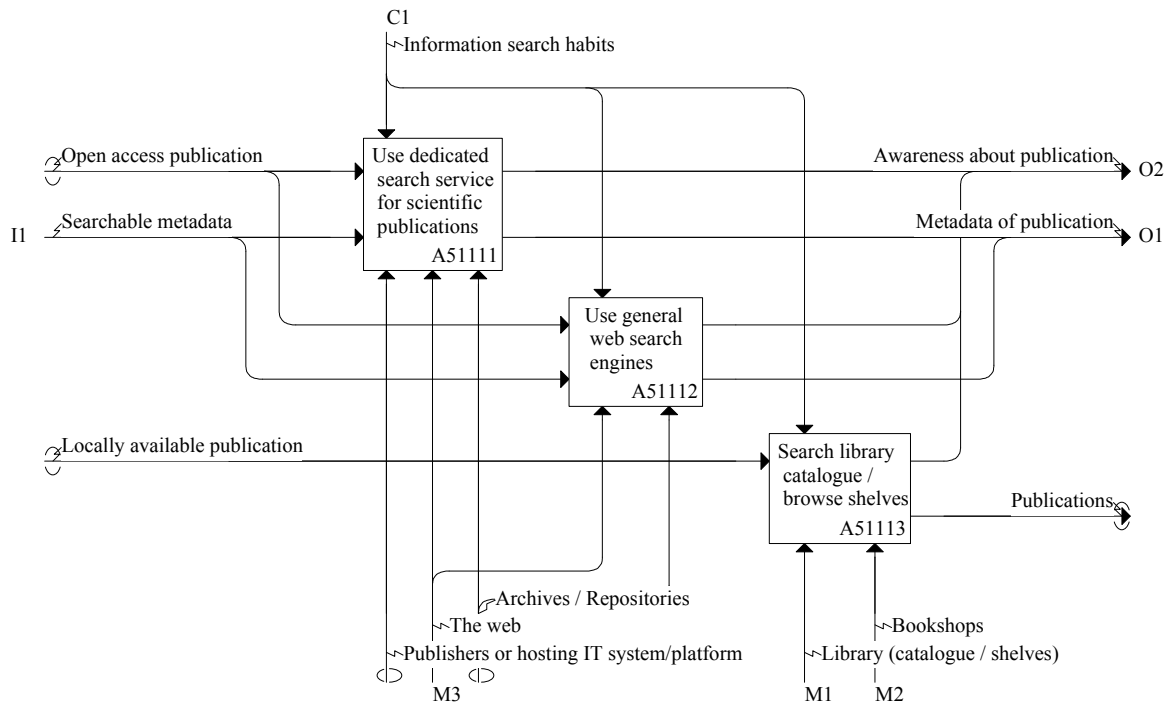 C1
Information search habits
Open access publication
Use dedicated
search service
for scientific
publications
A51111
Awareness about publication
O2
I1
Searchable metadata
Metadata of publication
O1
Use general
web search
engines
A51112
Locally available publication
Search library
catalogue /
browse shelves
A51113
Publications
Archives / Repositories
The web
Bookshops
Publishers or hosting IT system/platform
Library (catalogue / shelves)
M3
M1
M2